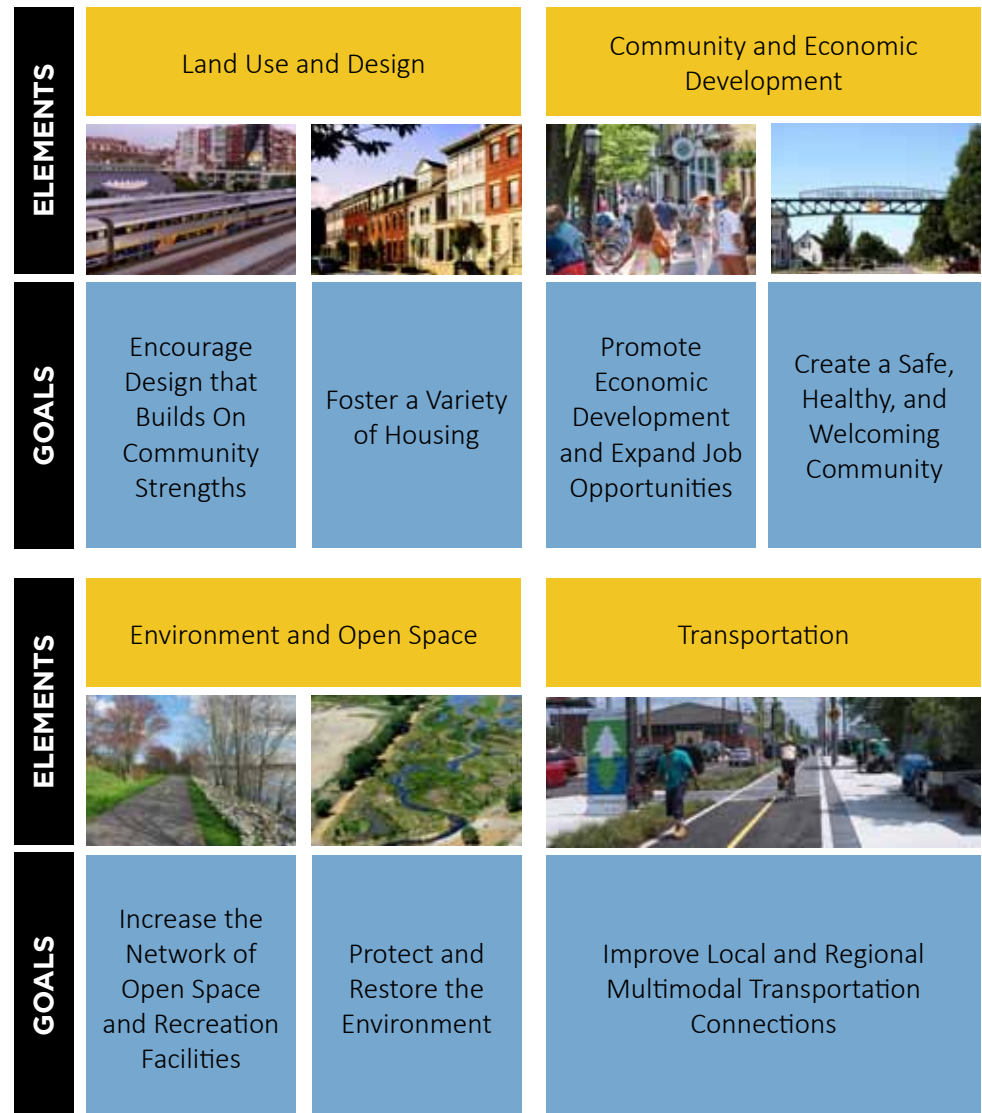 ELEMENTS
Land Use and Design
Community and Economic
Development
GOALS
Encourage
Design that
Builds On
Community
Strengths
Foster a Variety
of Housing
Promote
Economic
Development
and Expand Job
Opportunities
Create a Safe,
Healthy, and
Welcoming
Community
ELEMENTS
Environment and Open Space
Transportation
GOALS
Increase the
Network of
Open Space
and Recreation
Facilities
Protect and
Restore the
Environment
Improve Local and Regional
Multimodal Transportation
Connections